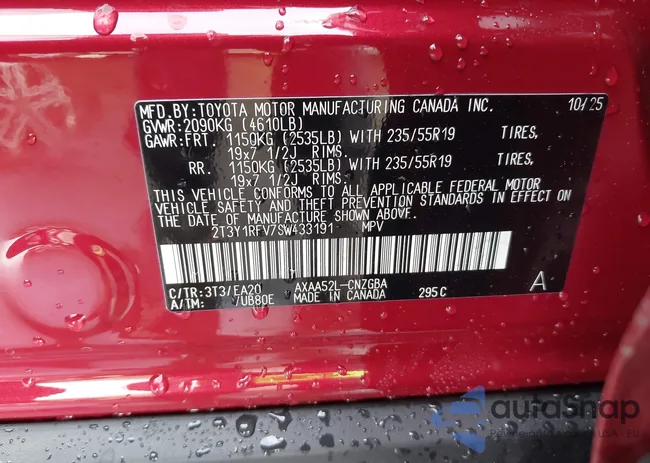 MFD.BY:TOYOTA MOTOR MANUFACTURING CANADA INC. 10/25
GVWR:2090KG (4610LB)
GAWR:FRT. 1150KG (2535LB) WITH 235/55R19 TIRES,
19x7 1/2J RIMS.
RR. 1150KG (2535LB) WITH 235/55R19 TIRES,
19x7 1/2J RIMS.
THIS VEHICLE CONFORMS TO ALL APPLICABLE FEDERAL MOTOR
VEHICLE SAFETY AND THEFT PREVENTION STANDARDS IN EFFECT ON
THE DATE OF MANUFACTURE SHOWN ABOVE.
2T3Y1RFV7SW433191 MPV
C/TR:3T3/EA20 AXAA52L-CNZGBA
A/TM: /UB80E MADE IN CANADA 295C A
autoSnap